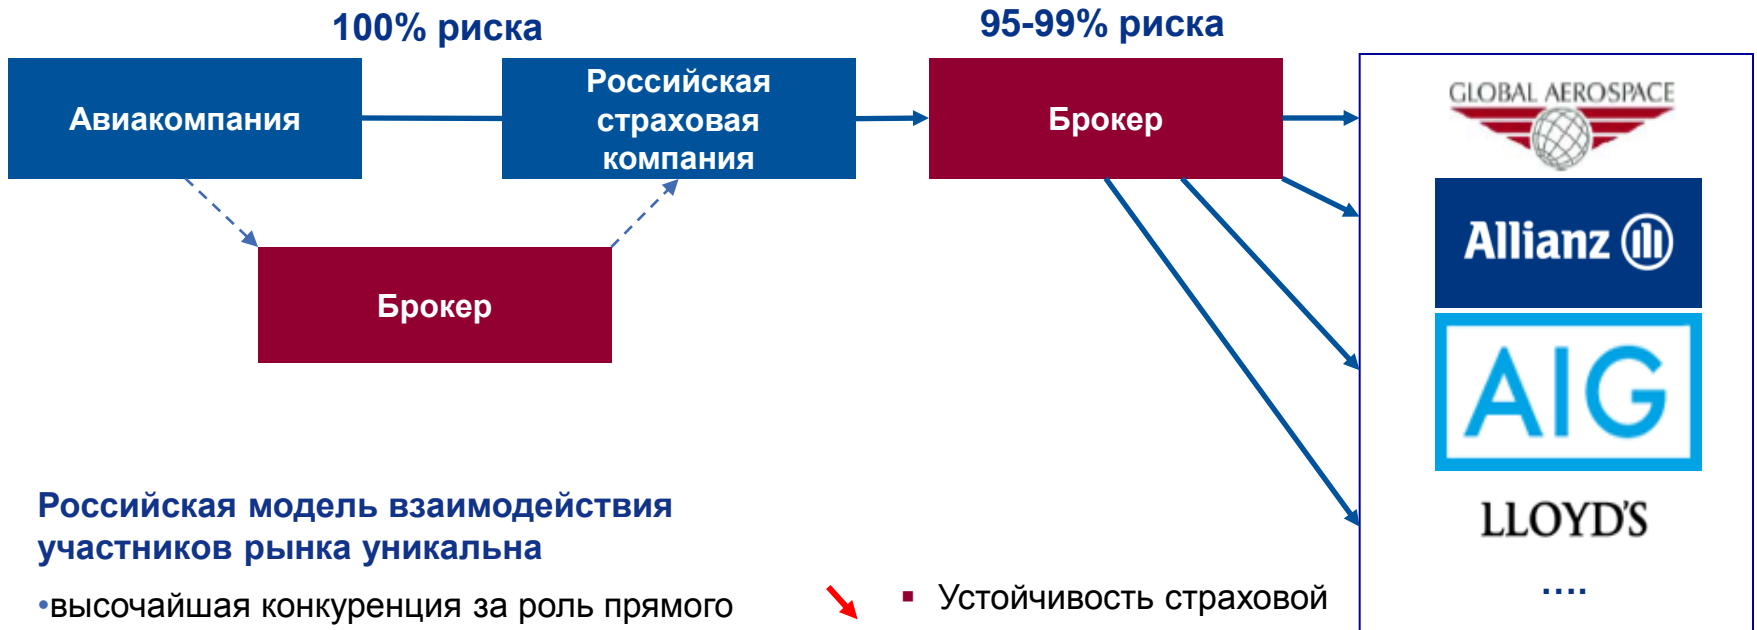 100% риска
95-99% риска
Авиакомпания
Российская
страховая
компания
Брокер
Брокер
GLOBAL AEROSPACE
Allianz
AIG
LLOYD'S
....
Российская модель взаимодействия
участников рынка уникальна
•высочайшая конкуренция за роль прямого
▪ Устойчивость страховой